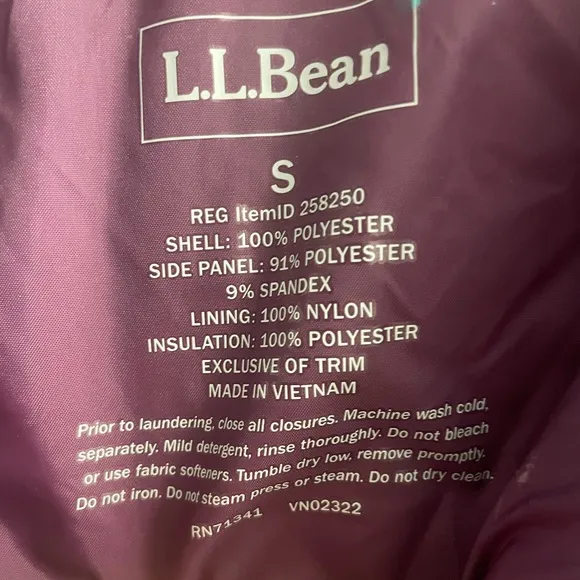 L.L.Bean
S
REG ItemID 258250
SHELL: 100% POLYESTER
SIDE PANEL: 91% POLYESTER
9% SPANDEX
LINING: 100% NYLON
INSULATION: 100% POLYESTER
EXCLUSIVE OF TRIM
MADE IN VIETNAM
Prior to laundering, close all closures. Machine wash cold,
separately. Mild detergent, rinse thoroughly. Do not bleach
or use fabric softeners. Tumble dry low, remove promptly.
Do not iron. Do not steam press or steam. Do not dry clean.
RN71341 VN02322